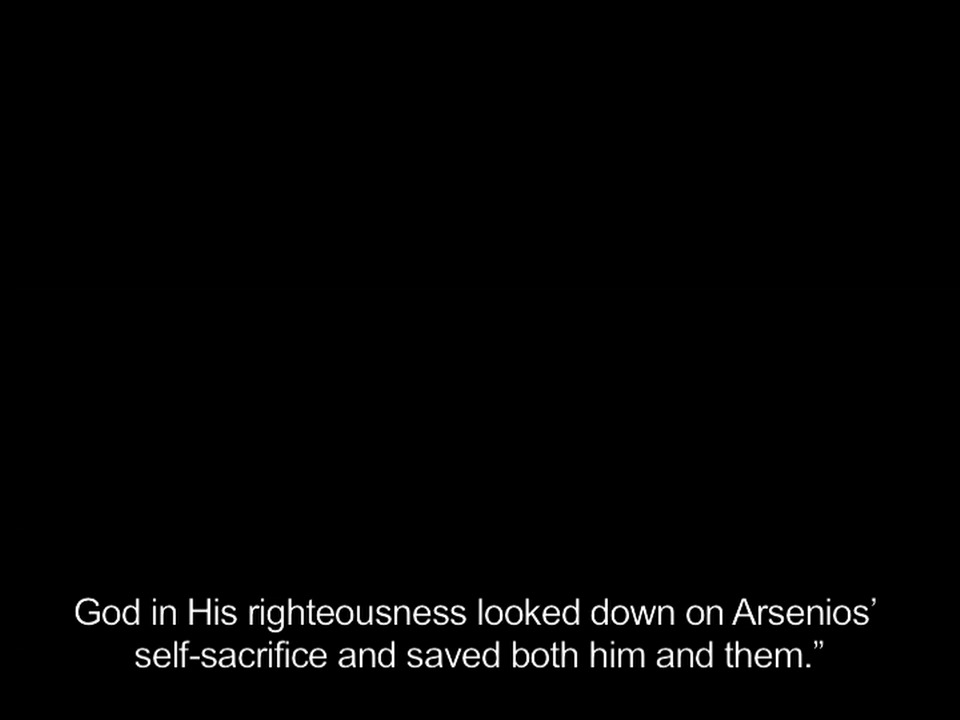 God in His righteousness looked down on Arsenios’
self-sacrifice and saved both him and them.”